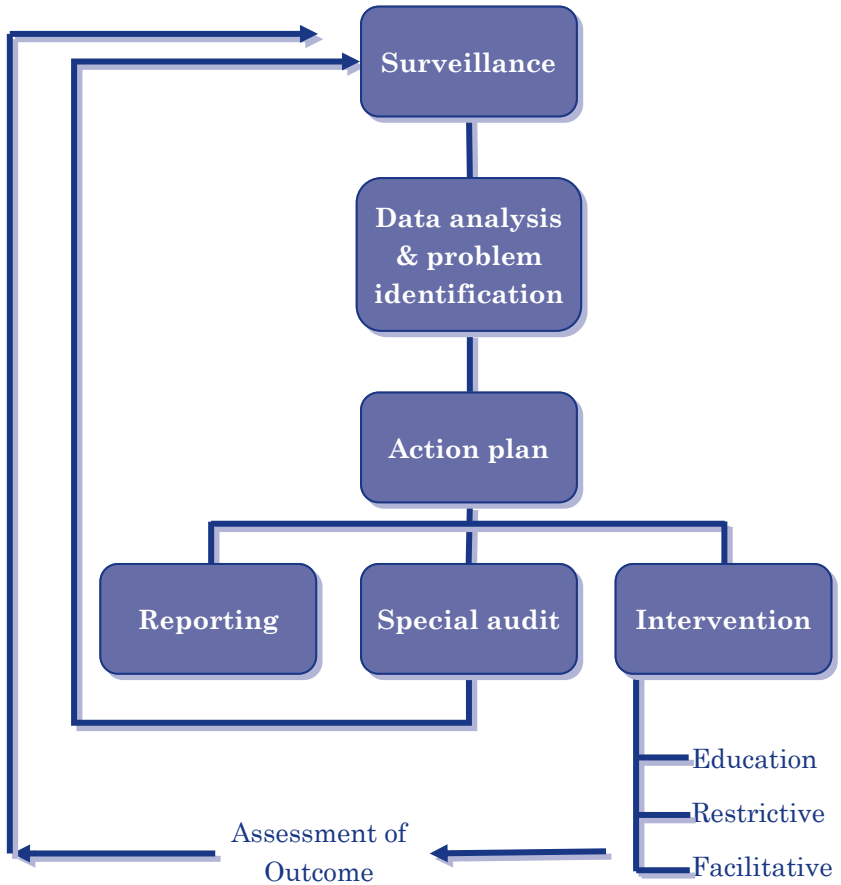 Surveillance
Data analysis
& problem
identification
Action plan
Reporting
Special audit
Intervention
Education
Restrictive
Facilitative
Assessment of
Outcome